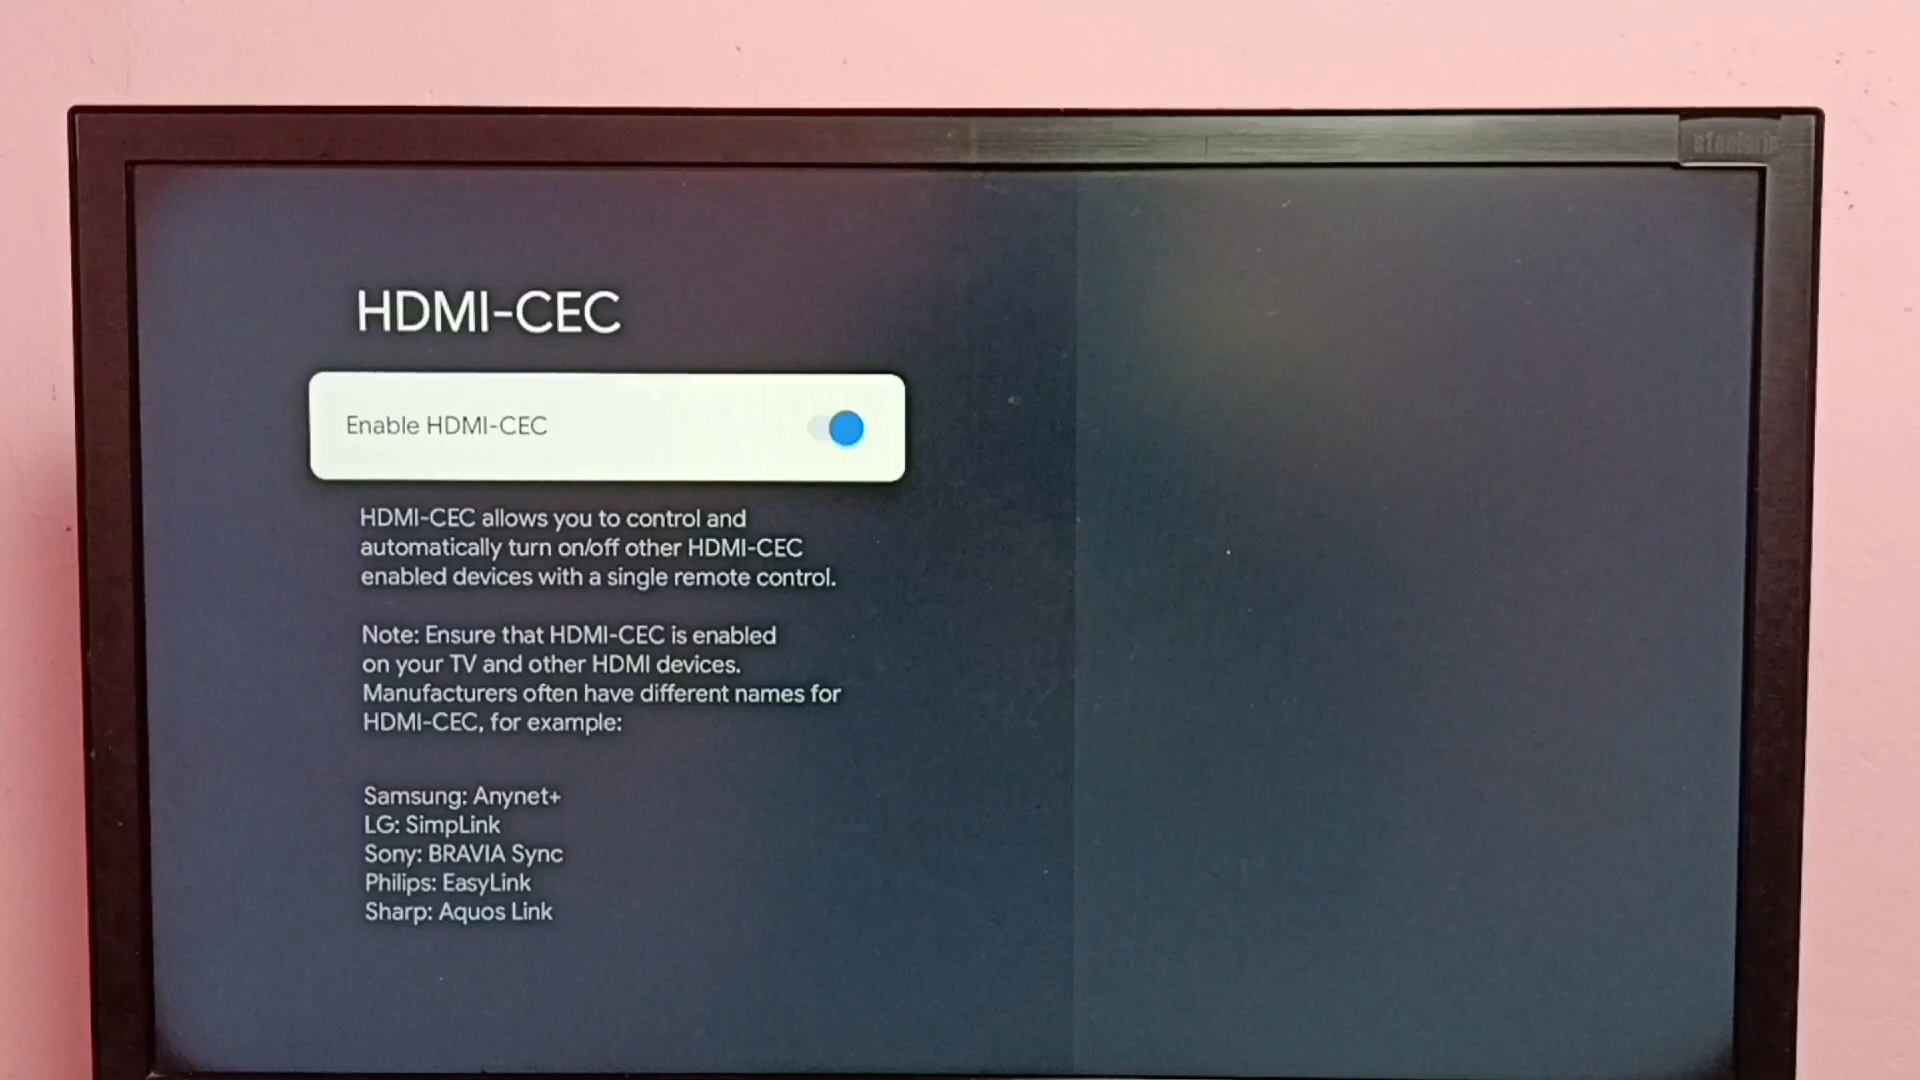 HDMI-CEC
Enable HDMI-CEC
HDMI-CEC allows you to control and
automatically turn on/off other HDMI-CEC
enabled devices with a single remote control.
Note: Ensure that HDMI-CEC is enabled
on your TV and other HDMI devices.
Manufacturers often have different names for
HDMI-CEC, for example:
Samsung: Anynet+
LG: SimpLink
Sony: BRAVIA Sync
Philips: EasyLink
Sharp: Aquos Link